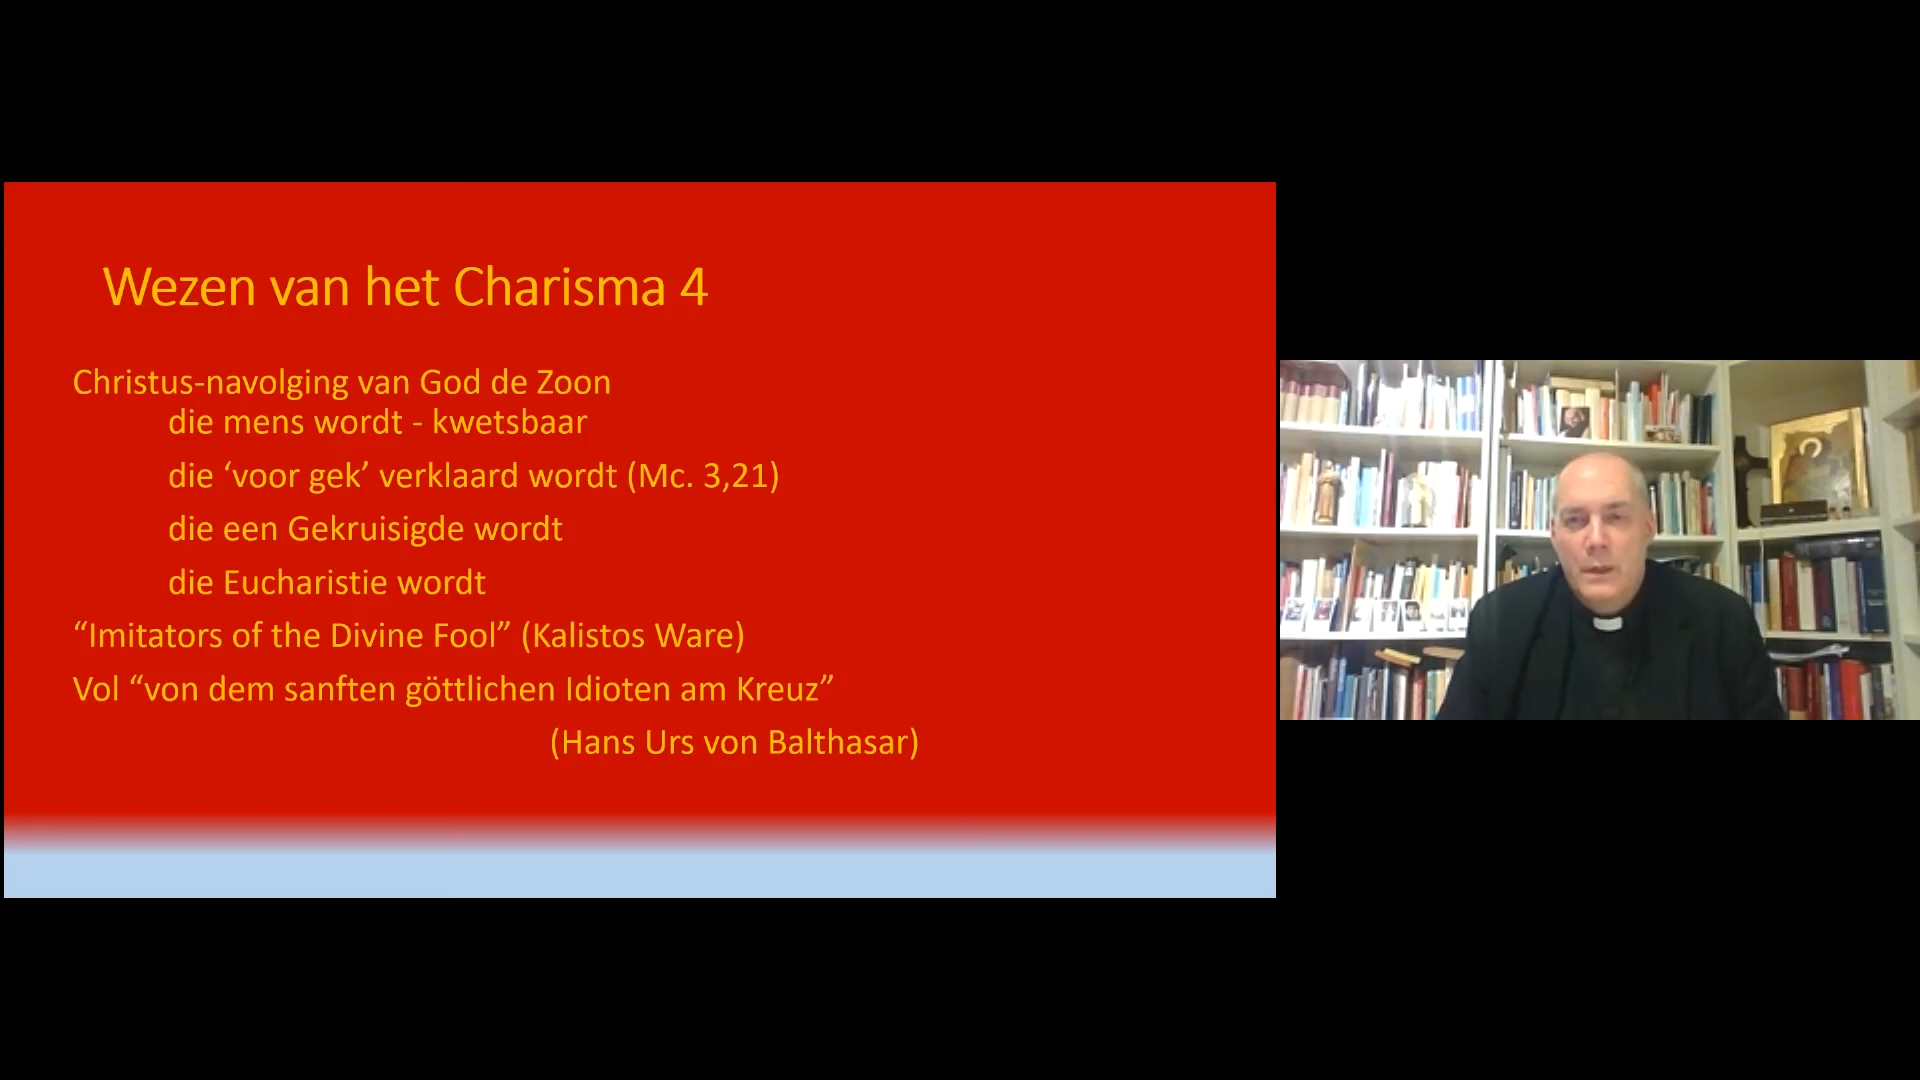 Wezen van het Charisma 4
Christus-navolging van God de Zoon
die mens wordt - kwetsbaar
die ‘voor gek’ verklaard wordt (Mc. 3,21)
die een Gekruisigde wordt
die Eucharistie wordt
“Imitators of the Divine Fool” (Kalistos Ware)
Vol “von dem sanften göttlichen Idioten am Kreuz”
(Hans Urs von Balthasar)